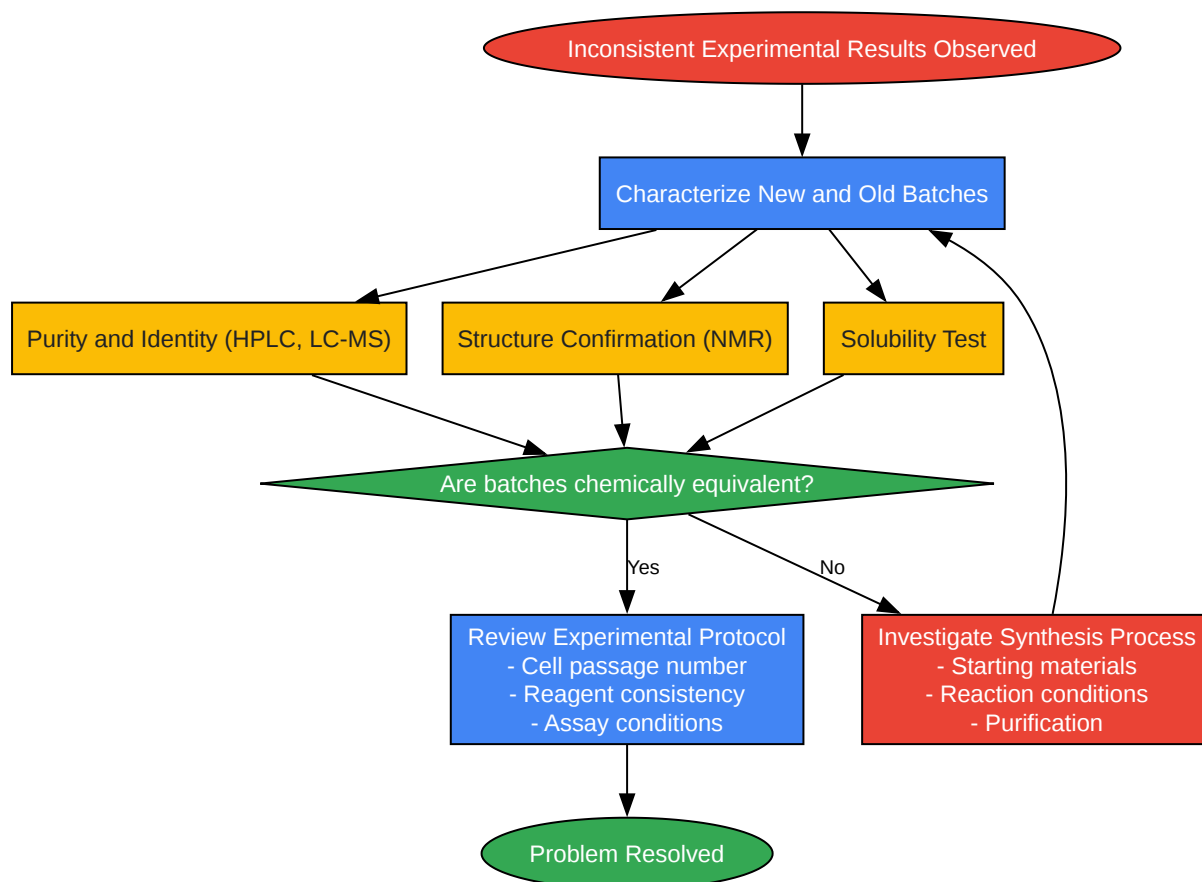 Inconsistent Experimental Results Observed
Characterize New and Old Batches
Purity and Identity (HPLC, LC-MS)
Structure Confirmation (NMR)
Solubility Test
Are batches chemically equivalent?
Yes
No
Review Experimental Protocol
- Cell passage number
- Reagent consistency
- Assay conditions
Investigate Synthesis Process
- Starting materials
- Reaction conditions
- Purification
Problem Resolved